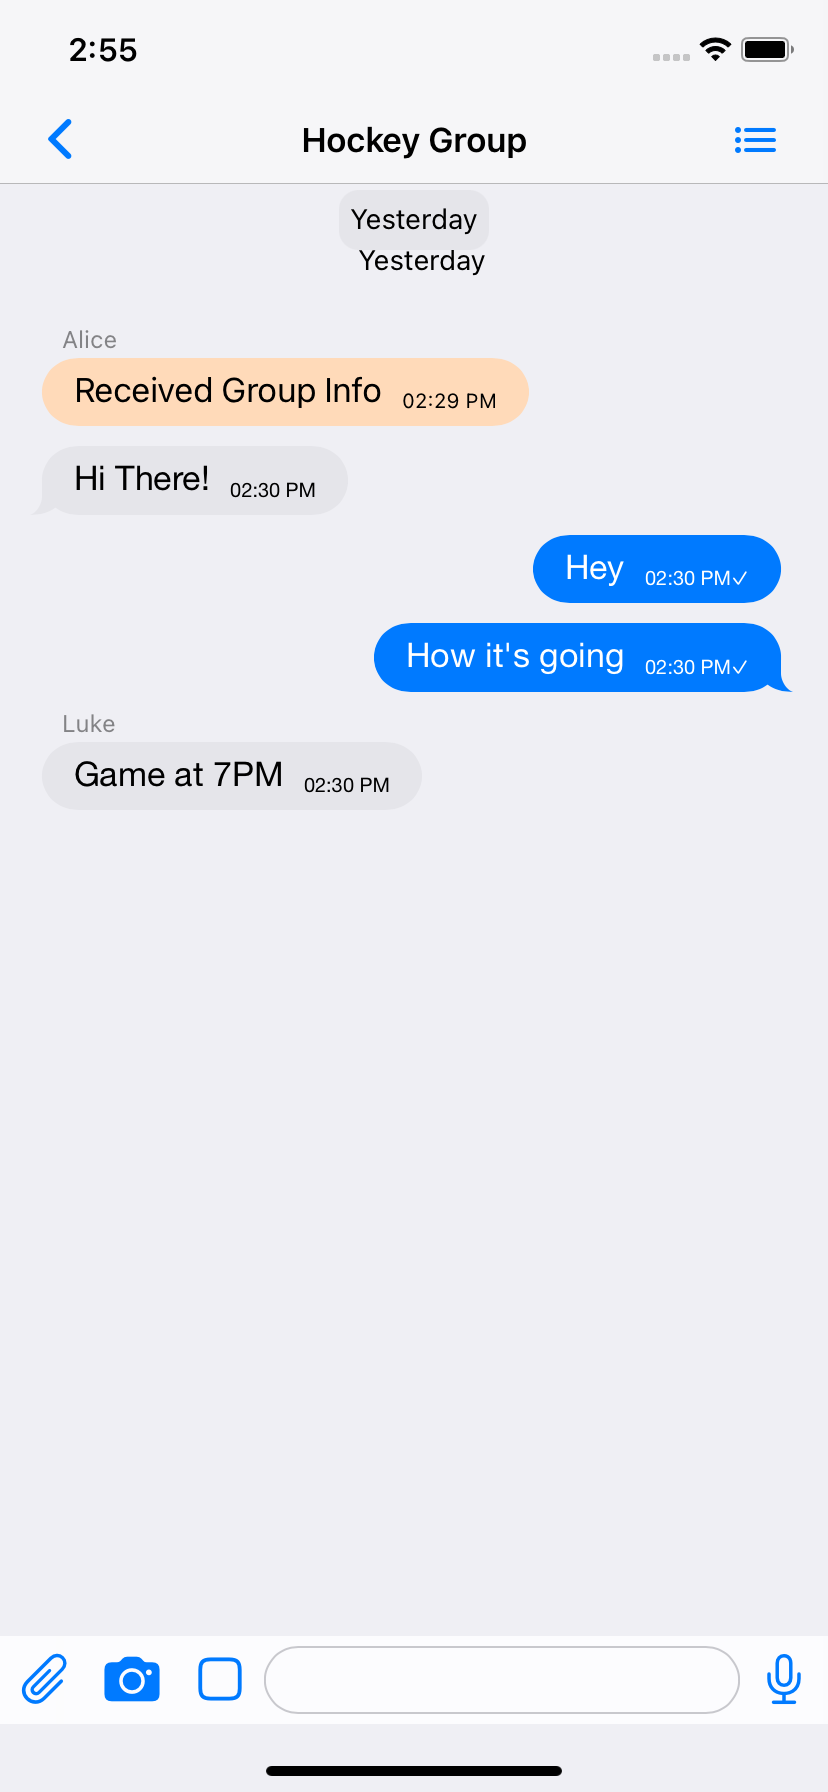 2:55
Hockey Group
Yesterday
Yesterday
Alice
Received Group Info 02:29 PM
Hi There! 02:30 PM
Hey 02:30 PM✓
How it's going 02:30 PM✓
Luke
Game at 7PM 02:30 PM